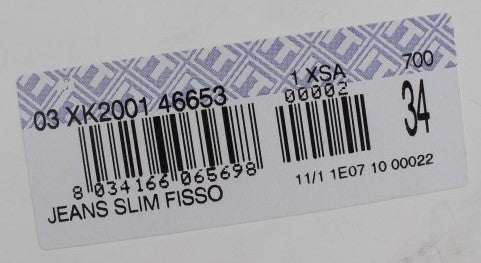 03 XK2001 46653
1 XSA
700
00002
34
8 034166 065698
11/1 1E07 10 00022
JEANS SLIM FISSO